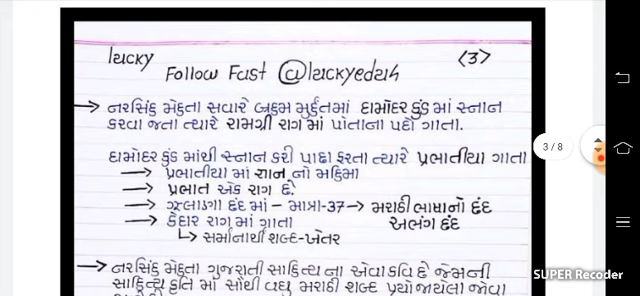 lucky
Follow Fast @luckyedu4
<3>
→ નરસિંહ મેહતા સવારે બ્રહ્મ મુર્હુતમાં દામોદર કુંડ માં સ્નાન
કરવા જતા ત્યારે રામગ્રી રાગ માં પોતાના પદો ગાતા.
દામોદર કુંડ માંથી સ્નાન કરી પાછા ફરતા ત્યારે પ્રભાતીયા ગાતા
→ પ્રભાતીયા માં જ્ઞાન નો મહિમા
→ પ્રભાત એક રાગ છે.
→ ઝૂલણા છંદ માં - માત્રા-37 → મરાઠી ભાષાનો છંદ
અભંગ છંદ
→ કેદાર રાગ માં ગાતા
↳ સમાનાર્થી શબ્દ-ખેતર
→ નરસિંહ મેહતા ગુજરાતી સાહિત્ય ના એવા કવિ છે જેમની
સાહિત્ય કૃતિ માં સૌથી વધુ મરાઠી શબ્દ પ્રયોજાયેલા જોવા
3 / 8
SUPER Recoder